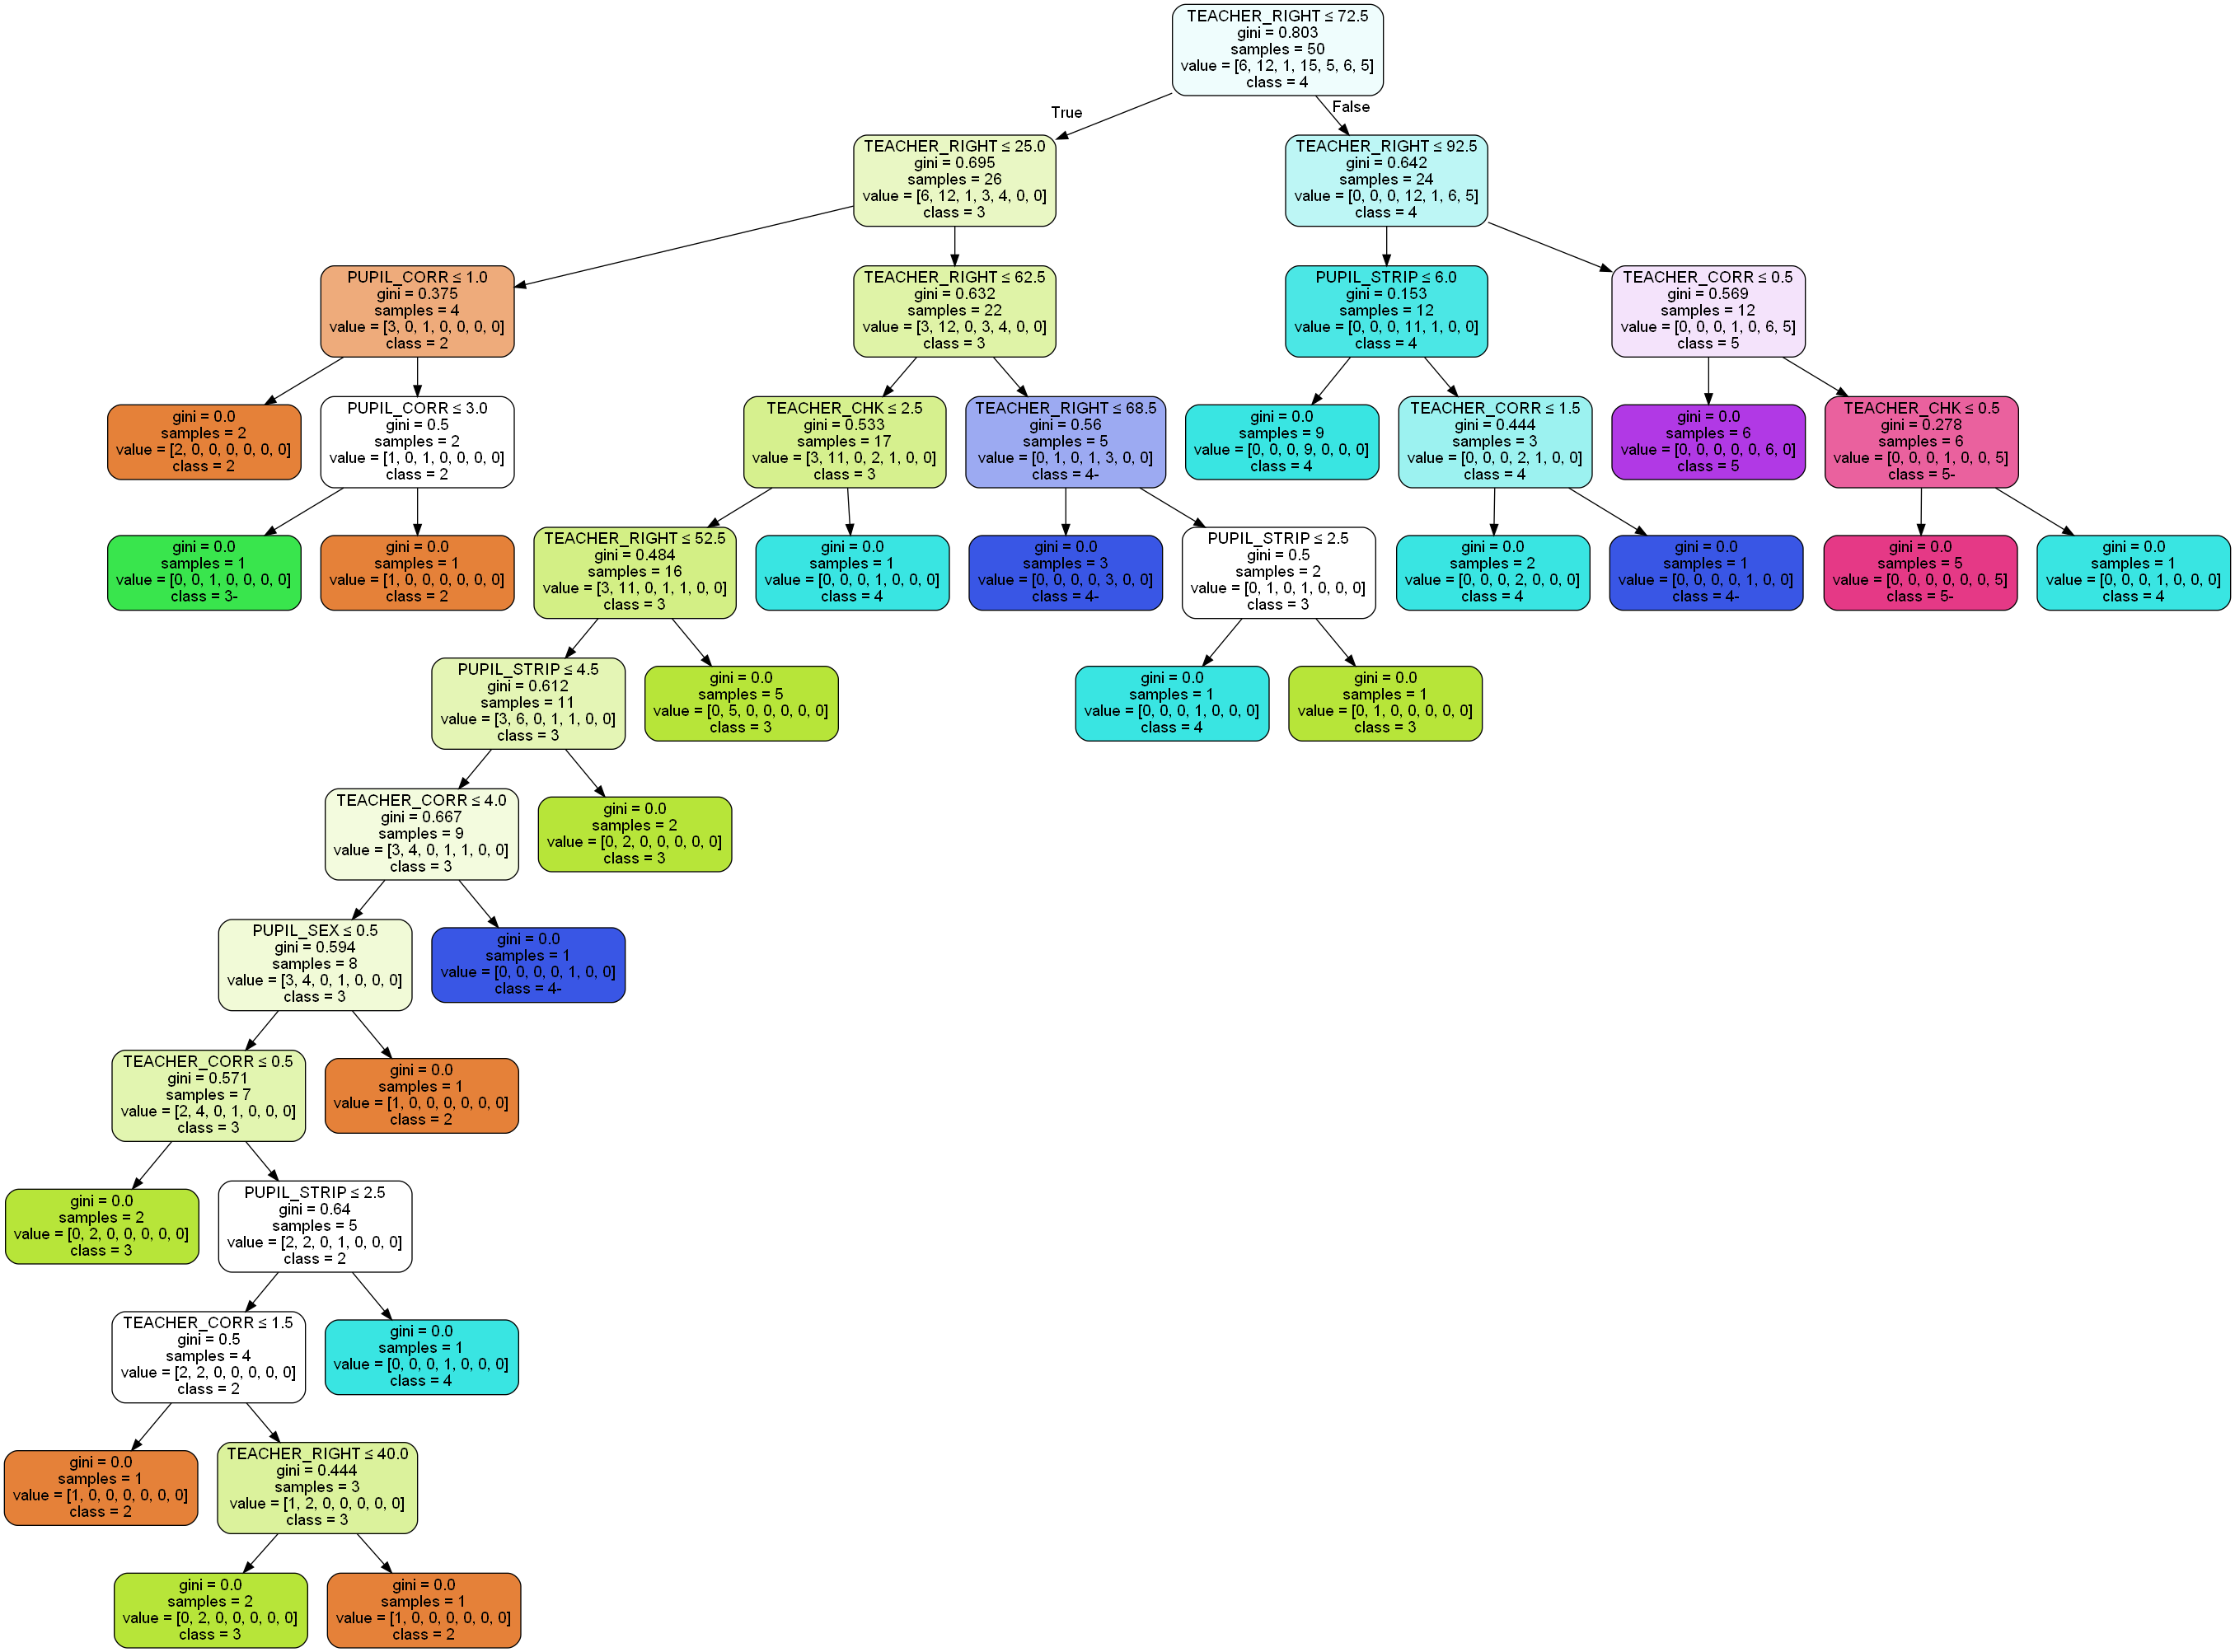 TEACHER_RIGHT ≤ 72.5
gini = 0.803
samples = 50
value = [6, 12, 1, 15, 5, 6, 5]
class = 4
True
False
TEACHER_RIGHT ≤ 25.0
gini = 0.695
samples = 26
value = [6, 12, 1, 3, 4, 0, 0]
class = 3
TEACHER_RIGHT ≤ 92.5
gini = 0.642
samples = 24
value = [0, 0, 0, 12, 1, 6, 5]
class = 4
PUPIL_CORR ≤ 1.0
gini = 0.375
samples = 4
value = [3, 0, 1, 0, 0, 0, 0]
class = 2
TEACHER_RIGHT ≤ 62.5
gini = 0.632
samples = 22
value = [3, 12, 0, 3, 4, 0, 0]
class = 3
PUPIL_STRIP ≤ 6.0
gini = 0.153
samples = 12
value = [0, 0, 0, 11, 1, 0, 0]
class = 4
TEACHER_CORR ≤ 0.5
gini = 0.569
samples = 12
value = [0, 0, 0, 1, 0, 6, 5]
class = 5
gini = 0.0
samples = 2
value = [2, 0, 0, 0, 0, 0, 0]
class = 2
PUPIL_CORR ≤ 3.0
gini = 0.5
samples = 2
value = [1, 0, 1, 0, 0, 0, 0]
class = 2
TEACHER_CHK ≤ 2.5
gini = 0.533
samples = 17
value = [3, 11, 0, 2, 1, 0, 0]
class = 3
TEACHER_RIGHT ≤ 68.5
gini = 0.56
samples = 5
value = [0, 1, 0, 1, 3, 0, 0]
class = 4-
gini = 0.0
samples = 9
value = [0, 0, 0, 9, 0, 0, 0]
class = 4
TEACHER_CORR ≤ 1.5
gini = 0.444
samples = 3
value = [0, 0, 0, 2, 1, 0, 0]
class = 4
gini = 0.0
samples = 6
value = [0, 0, 0, 0, 0, 6, 0]
class = 5
TEACHER_CHK ≤ 0.5
gini = 0.278
samples = 6
value = [0, 0, 0, 1, 0, 0, 5]
class = 5-
gini = 0.0
samples = 1
value = [0, 0, 1, 0, 0, 0, 0]
class = 3-
gini = 0.0
samples = 1
value = [1, 0, 0, 0, 0, 0, 0]
class = 2
TEACHER_RIGHT ≤ 52.5
gini = 0.484
samples = 16
value = [3, 11, 0, 1, 1, 0, 0]
class = 3
gini = 0.0
samples = 1
value = [0, 0, 0, 1, 0, 0, 0]
class = 4
gini = 0.0
samples = 3
value = [0, 0, 0, 0, 3, 0, 0]
class = 4-
PUPIL_STRIP ≤ 2.5
gini = 0.5
samples = 2
value = [0, 1, 0, 1, 0, 0, 0]
class = 3
gini = 0.0
samples = 2
value = [0, 0, 0, 2, 0, 0, 0]
class = 4
gini = 0.0
samples = 1
value = [0, 0, 0, 0, 1, 0, 0]
class = 4-
gini = 0.0
samples = 5
value = [0, 0, 0, 0, 0, 0, 5]
class = 5-
gini = 0.0
samples = 1
value = [0, 0, 0, 1, 0, 0, 0]
class = 4
PUPIL_STRIP ≤ 4.5
gini = 0.612
samples = 11
value = [3, 6, 0, 1, 1, 0, 0]
class = 3
gini = 0.0
samples = 5
value = [0, 5, 0, 0, 0, 0, 0]
class = 3
gini = 0.0
samples = 1
value = [0, 0, 0, 1, 0, 0, 0]
class = 4
gini = 0.0
samples = 1
value = [0, 1, 0, 0, 0, 0, 0]
class = 3
TEACHER_CORR ≤ 4.0
gini = 0.667
samples = 9
value = [3, 4, 0, 1, 1, 0, 0]
class = 3
gini = 0.0
samples = 2
value = [0, 2, 0, 0, 0, 0, 0]
class = 3
PUPIL_SEX ≤ 0.5
gini = 0.594
samples = 8
value = [3, 4, 0, 1, 0, 0, 0]
class = 3
gini = 0.0
samples = 1
value = [0, 0, 0, 0, 1, 0, 0]
class = 4-
TEACHER_CORR ≤ 0.5
gini = 0.571
samples = 7
value = [2, 4, 0, 1, 0, 0, 0]
class = 3
gini = 0.0
samples = 1
value = [1, 0, 0, 0, 0, 0, 0]
class = 2
gini = 0.0
samples = 2
value = [0, 2, 0, 0, 0, 0, 0]
class = 3
PUPIL_STRIP ≤ 2.5
gini = 0.64
samples = 5
value = [2, 2, 0, 1, 0, 0, 0]
class = 2
TEACHER_CORR ≤ 1.5
gini = 0.5
samples = 4
value = [2, 2, 0, 0, 0, 0, 0]
class = 2
gini = 0.0
samples = 1
value = [0, 0, 0, 1, 0, 0, 0]
class = 4
gini = 0.0
samples = 1
value = [1, 0, 0, 0, 0, 0, 0]
class = 2
TEACHER_RIGHT ≤ 40.0
gini = 0.444
samples = 3
value = [1, 2, 0, 0, 0, 0, 0]
class = 3
gini = 0.0
samples = 2
value = [0, 2, 0, 0, 0, 0, 0]
class = 3
gini = 0.0
samples = 1
value = [1, 0, 0, 0, 0, 0, 0]
class = 2